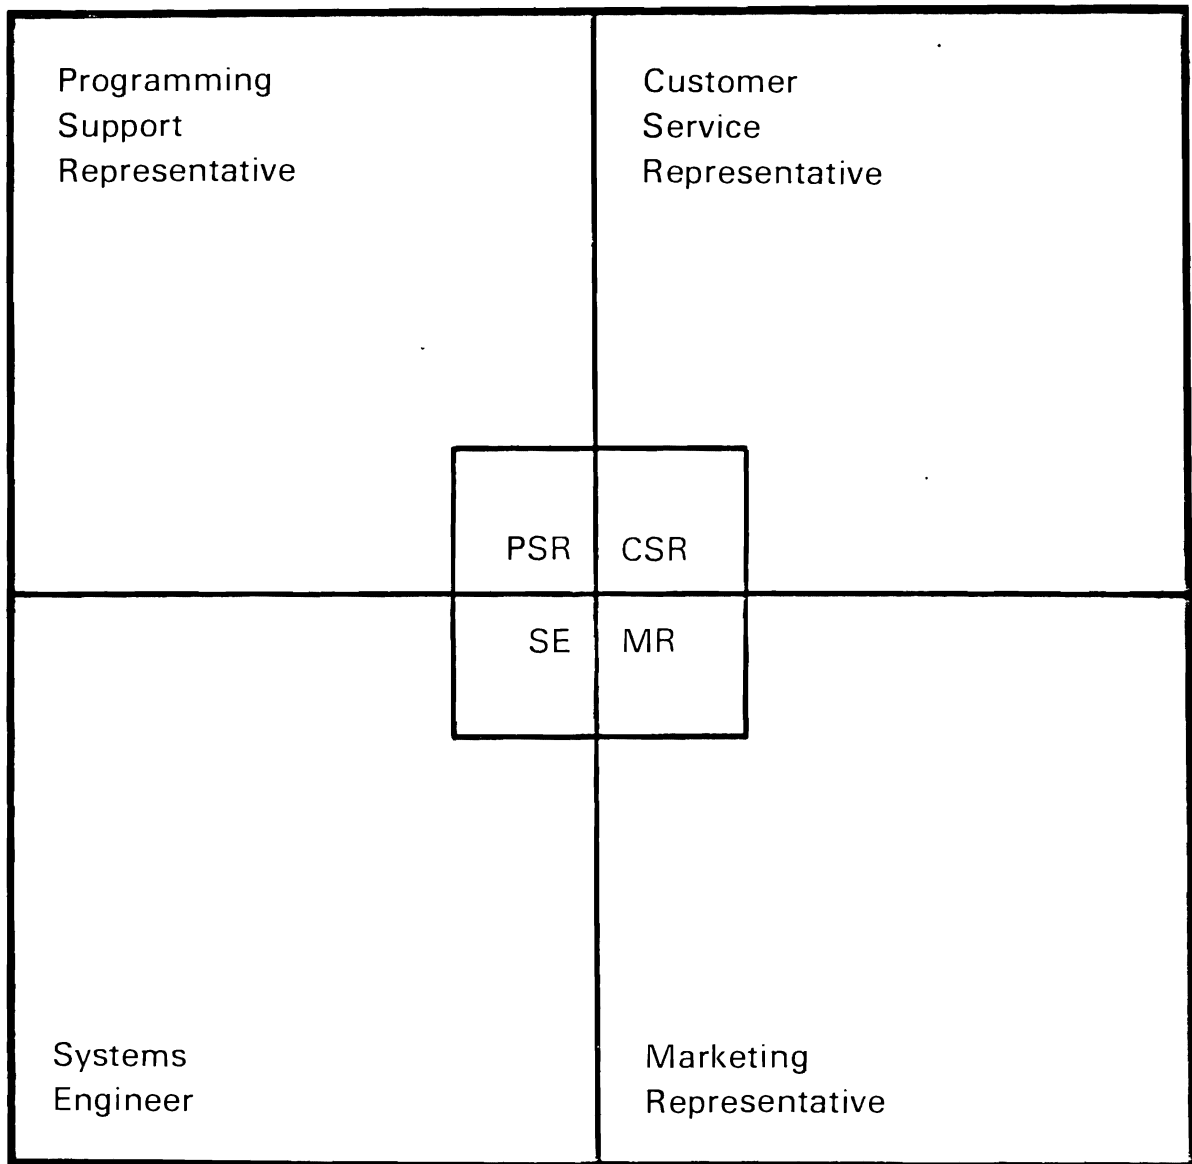 Programming
Support
Representative
Customer
Service
Representative
PSR
CSR
SE
MR
Systems
Engineer
Marketing
Representative